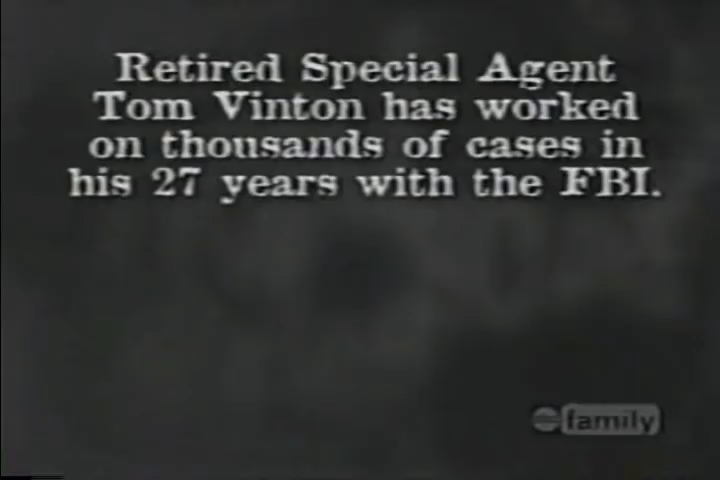 Retired Special Agent
Tom Vinton has worked
on thousands of cases in
his 27 years with the FBI.
family